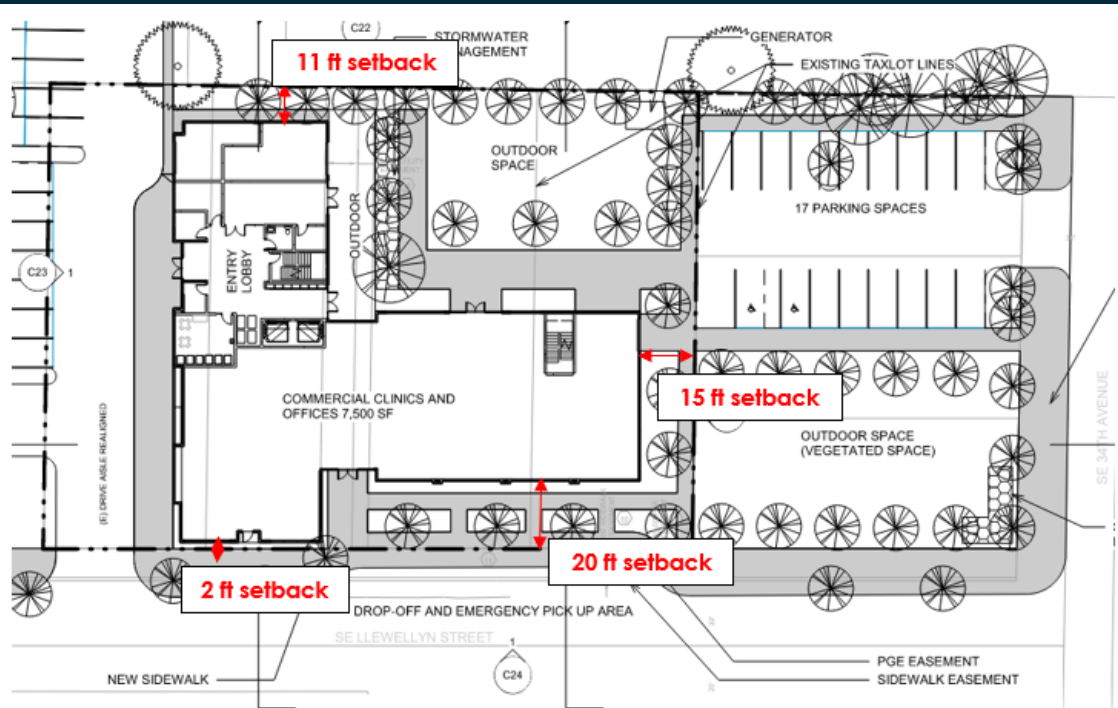 C22
STORMWATER
NAGEMENT
11 ft setback
GENERATOR
EXISTING TAXLOT LINES
OUTDOOR
SPACE
17 PARKING SPACES
OUTDOOR
ENTRY
LOBBY
C23
1
COMMERCIAL CLINICS AND
OFFICES 7,500 SF
15 ft setback
OUTDOOR SPACE
(VEGETATED SPACE)
SE 34TH AVENUE
(E) DRIVE AISLE REALIGNED
20 ft setback
2 ft setback
DROP-OFF AND EMERGENCY PICK UP AREA
SE LLEWELLYN STREET
1
C24
PGE EASEMENT
SIDEWALK EASEMENT
NEW SIDEWALK